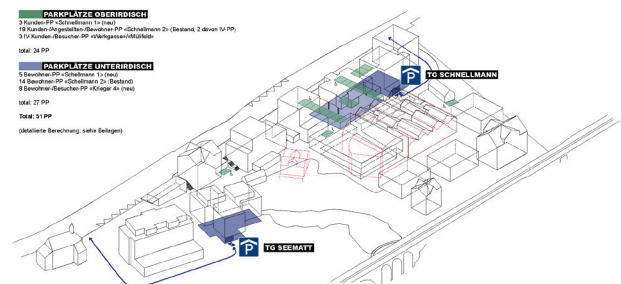 PARKPLÄTZE OBERIRDISCH
3 Kunden-PP «Schnellmann 1» (neu)
18 Kunden-/Angestellten-/Bewohner-PP «Schnellmann 2» (Bestand, 2 davon IV-PP)
3 IV-Kunden-/Besucher-PP «Werkgasse»/«Mülifeld»
total: 24 PP
PARKPLÄTZE UNTERIRDISCH
5 Bewohner-PP «Schellmann 1» (neu)
14 Bewohner-PP «Schellmann 2» (Bestand)
8 Bewohner-/Besucher-PP «Krieger 4» (neu)
total: 27 PP
Total: 51 PP
(detailierte Berechnung: siehe Beilagen)
P TG SCHNELLMANN
P TG SEEMATT